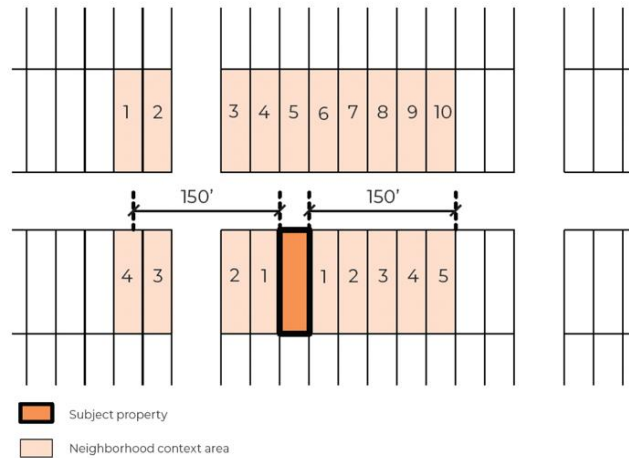 1 2 3 4 5 6 7 8 9 10
150' 150'
4 3 2 1 1 2 3 4 5
Subject property
Neighborhood context area